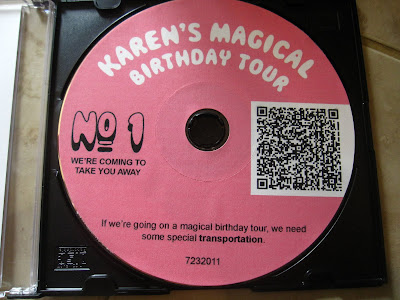 KAREN'S MAGICAL
BIRTHDAY TOUR
No 1
WE'RE COMING TO
TAKE YOU AWAY
If we're going on a magical birthday tour, we need
some special transportation.
7232011